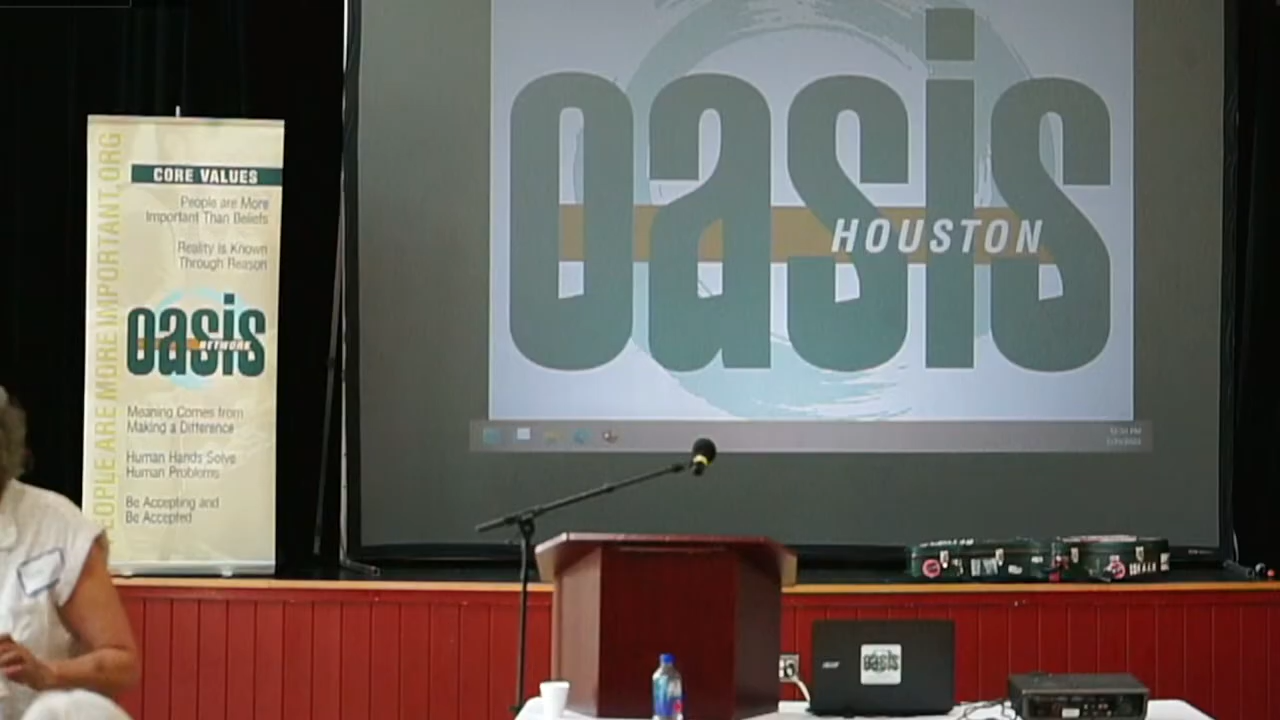 PEOPLE ARE MORE IMPORTANT.ORG
CORE VALUES
People are More
Important Than Beliefs
Reality is Known
Through Reason
oasis
NETWORK
Meaning Comes from
Making a Difference
Human Hands Solve
Human Problems
Be Accepting and
Be Accepted
oasis
HOUSTON
acer
oasis